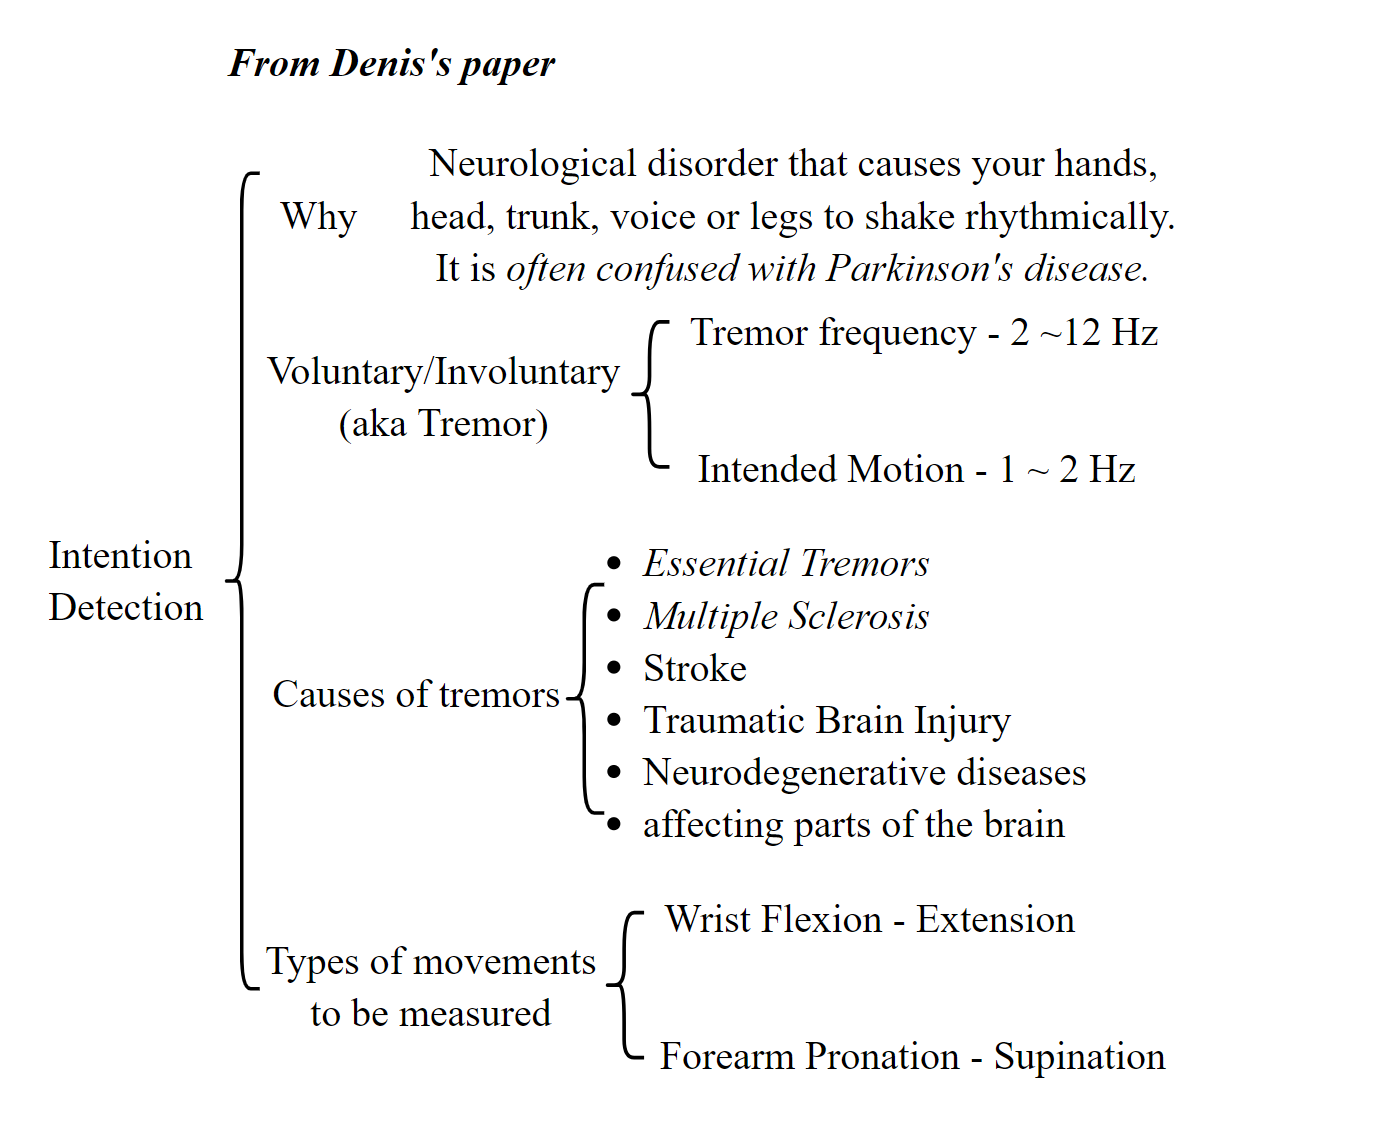 From Denis's paper
Neurological disorder that causes your hands,
Why head, trunk, voice or legs to shake rhythmically.
It is often confused with Parkinson's disease.
Tremor frequency - 2 ~12 Hz
Voluntary/Involuntary
(aka Tremor)
Intended Motion - 1 ~ 2 Hz
Intention
Detection
• Essential Tremors
• Multiple Sclerosis
• Stroke
Causes of tremors
• Traumatic Brain Injury
• Neurodegenerative diseases
• affecting parts of the brain
Wrist Flexion - Extension
Types of movements
to be measured
Forearm Pronation - Supination